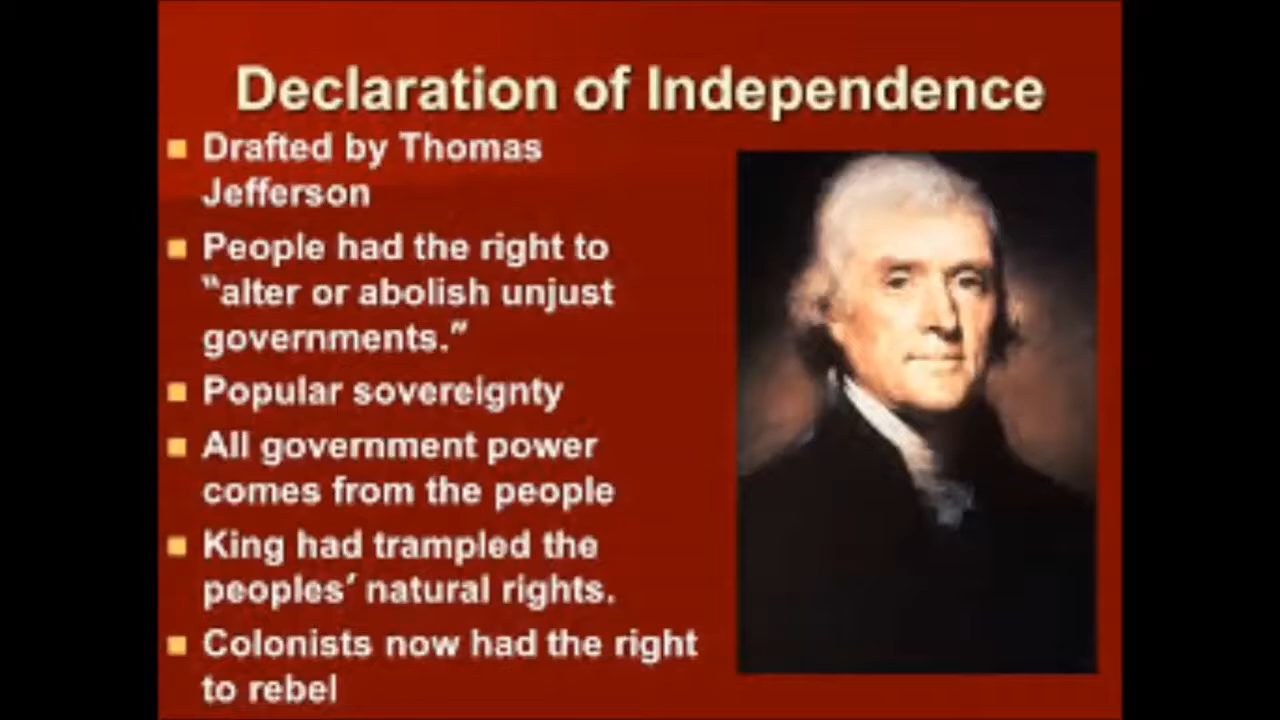 Declaration of Independence
■ Drafted by Thomas
Jefferson
■ People had the right to
"alter or abolish unjust
governments."
■ Popular sovereignty
■ All government power
comes from the people
■ King had trampled the
peoples' natural rights.
■ Colonists now had the right
to rebel